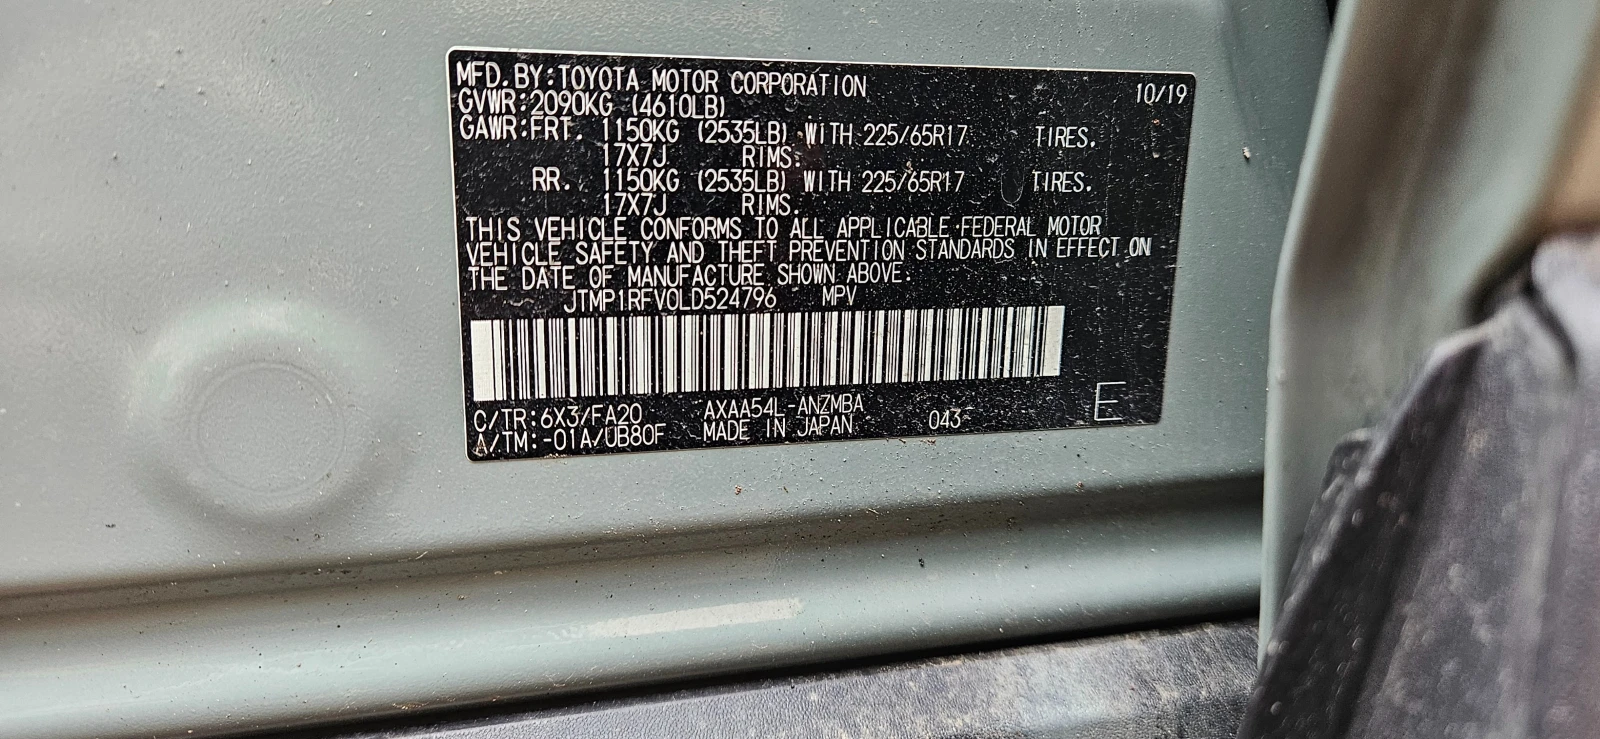 MFD.BY:TOYOTA MOTOR CORPORATION 10/19
GVWR:2090KG (4610LB)
GAWR:FRT. 1150KG (2535LB) WITH 225/65R17 TIRES.
17X7J RIMS.
RR. 1150KG (2535LB) WITH 225/65R17 TIRES.
17X7J RIMS.
THIS VEHICLE CONFORMS TO ALL APPLICABLE FEDERAL MOTOR
VEHICLE SAFETY AND THEFT PREVENTION STANDARDS IN EFFECT ON
THE DATE OF MANUFACTURE SHOWN ABOVE.
JTMP1RFV0LD524796 MPV
C/TR:6X3/FA20 AXAA54L-ANZMBA 043 E
A/TM:-01A/UB80F MADE IN JAPAN